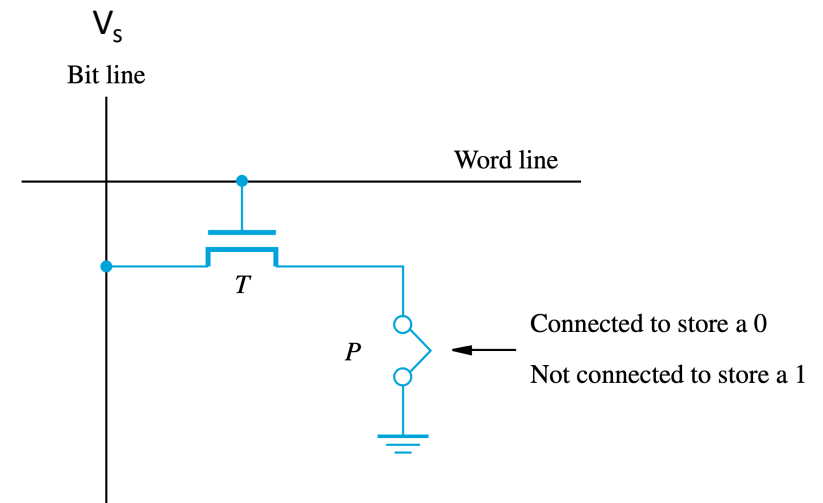 Vs
Bit line
Word line
T
Connected to store a 0
P
Not connected to store a 1